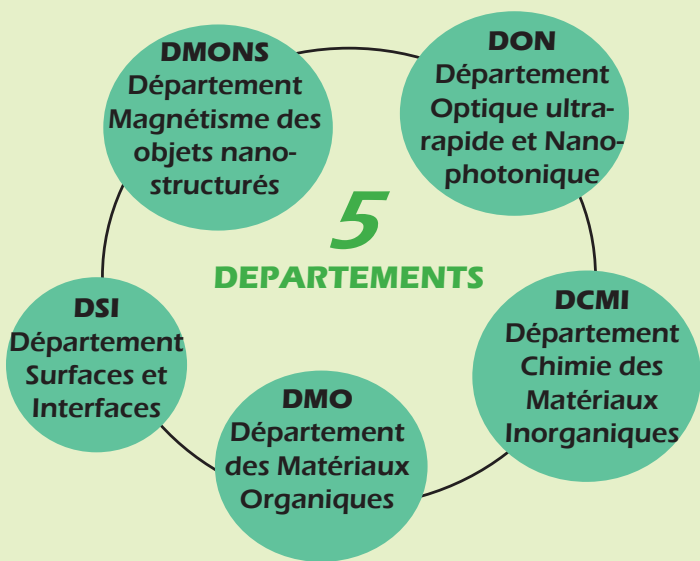 DMONS
Département
Magnétisme des
objets nano-
structurés
DON
Département
Optique ultra-
rapide et Nano-
photonique
5
DEPARTEMENTS
DSI
Département
Surfaces et
Interfaces
DCMI
Département
Chimie des
Matériaux
Inorganiques
DMO
Département
des Matériaux
Organiques